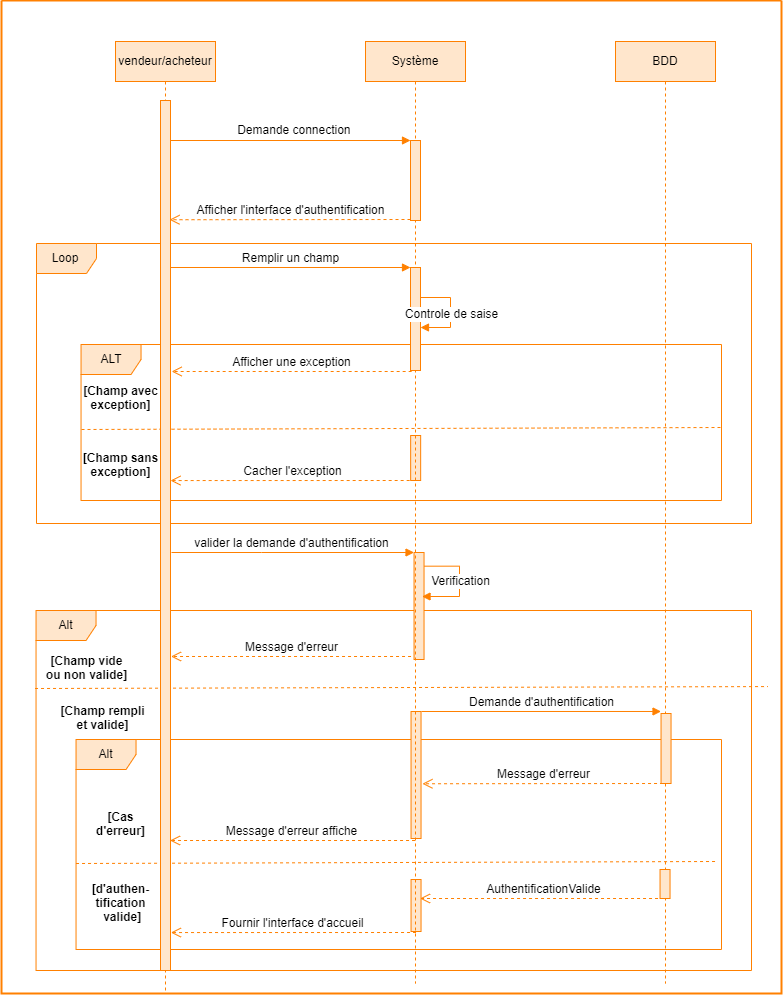 vendeur/acheteur
Système
BDD
Demande connection
Afficher l'interface d'authentification
Loop
Remplir un champ
Controle de saise
ALT
Afficher une exception
[Champ avec
exception]
[Champ sans
exception]
Cacher l'exception
valider la demande d'authentification
Verification
Alt
Message d'erreur
[Champ vide
ou non valide]
[Champ rempli
et valide]
Demande d'authentification
Alt
Message d'erreur
[Cas
d'erreur]
Message d'erreur affiche
[d'authen-
tification
valide]
AuthentificationValide
Fournir l'interface d'accueil